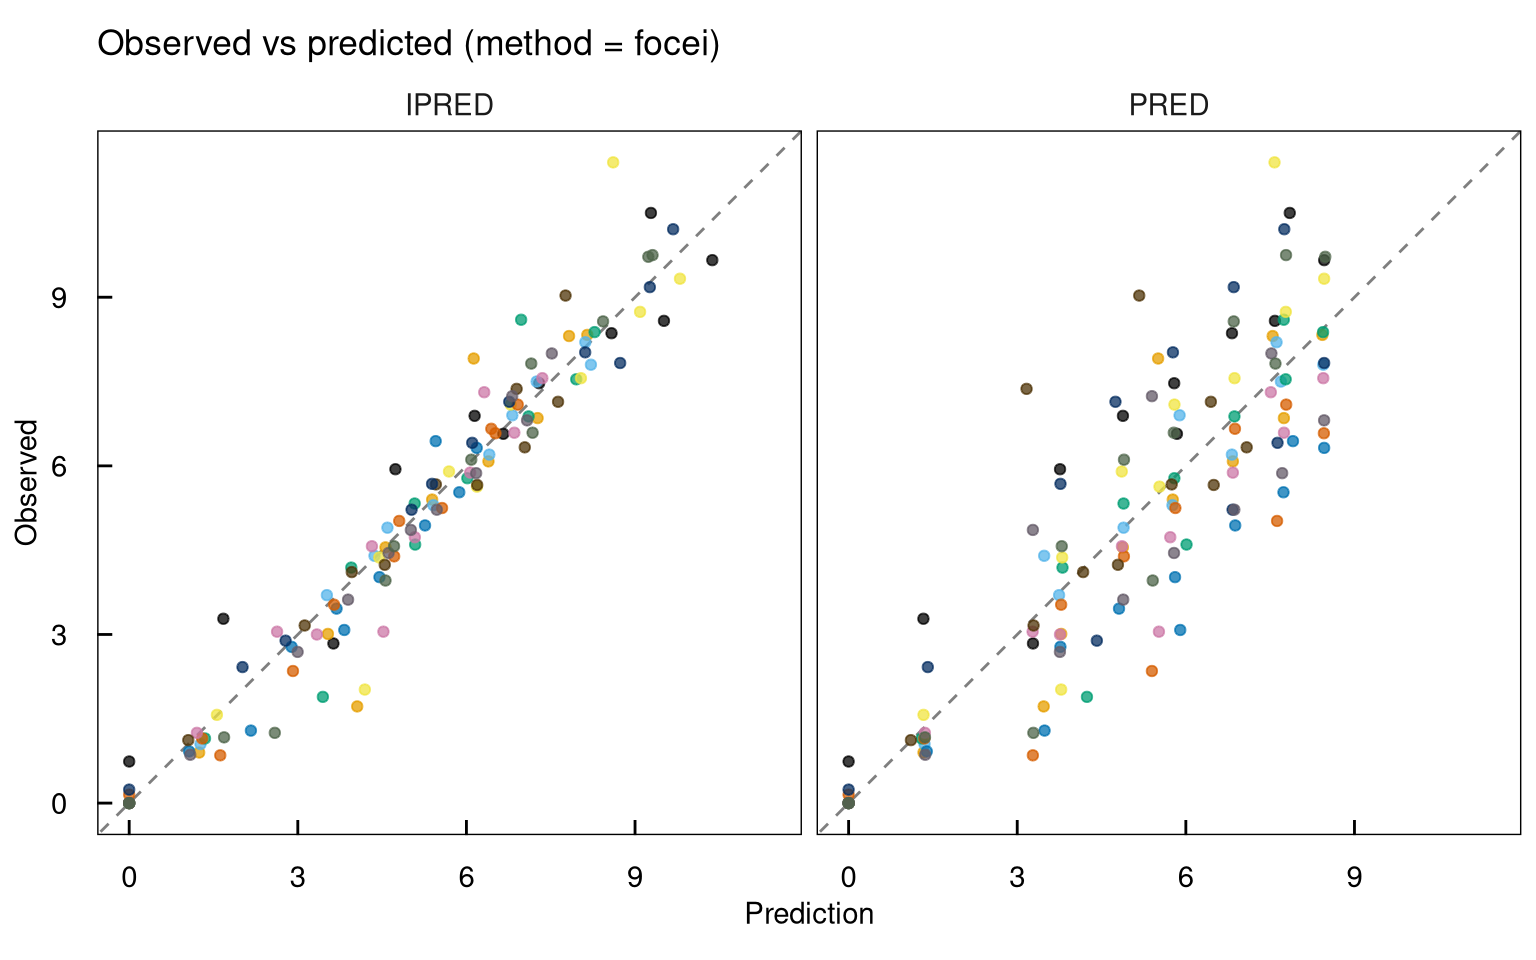 Observed vs predicted (method = focei)
IPRED
PRED
Observed
9
6
3
0
0 3 6 9
0 3 6 9
Prediction